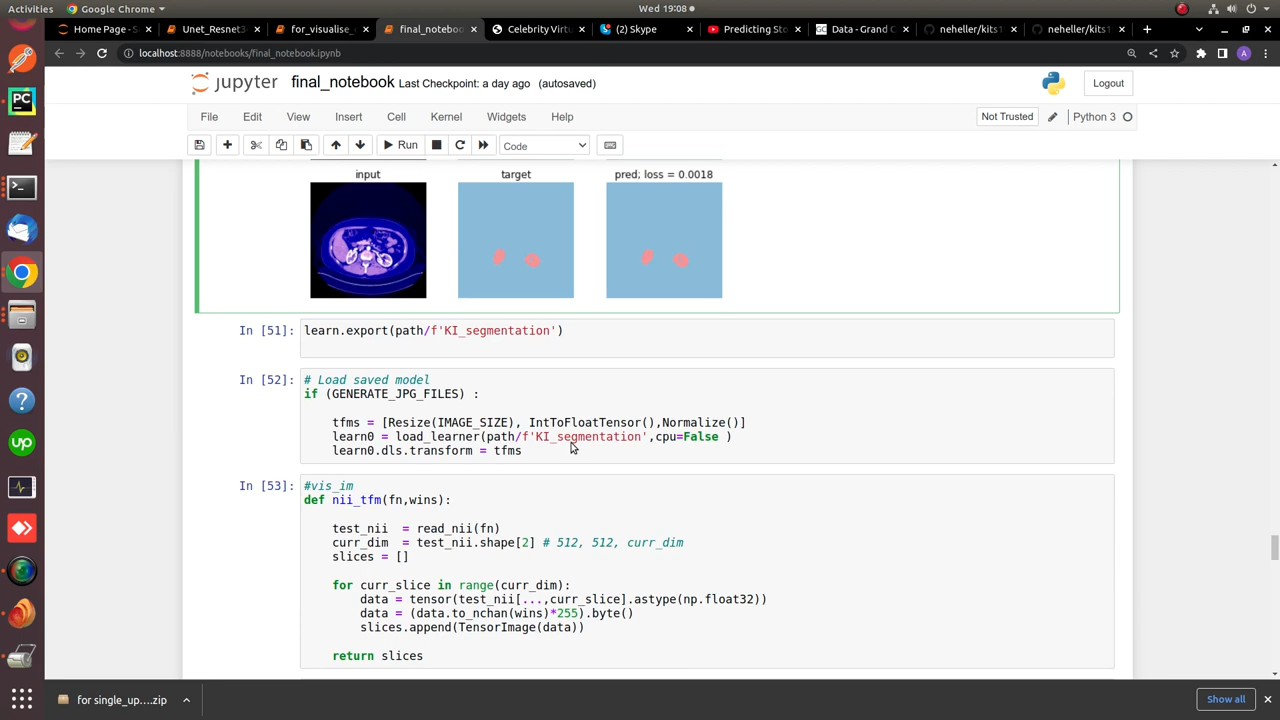 Activities
Google Chrome
Wed 19:08
Home Page - S
Unet_Resnet34
for_visualise_
final_notebook
Celebrity Virtu
(2) Skype
Predicting Sto
Data - Grand C
neheller/kits1
neheller/kits1
localhost:8888/notebooks/final_notebook.ipynb
A
jupyter final_notebook Last Checkpoint: a day ago (autosaved)
Logout
File Edit View Insert Cell Kernel Widgets Help
Not Trusted
Python 3
Run
Code
input
target
pred; loss = 0.0018
In [51]: learn.export(path/f'KI_segmentation')
In [52]: # Load saved model
if (GENERATE_JPG_FILES) :
tfms = [Resize(IMAGE_SIZE), IntToFloatTensor(),Normalize()]
learn0 = load_learner(path/f'KI_segmentation',cpu=False )
learn0.dls.transform = tfms
In [53]: #vis_im
def nii_tfm(fn,wins):
test_nii = read_nii(fn)
curr_dim = test_nii.shape[2] # 512, 512, curr_dim
slices = []
for curr_slice in range(curr_dim):
data = tensor(test_nii[...,curr_slice].astype(np.float32))
data = (data.to_nchan(wins)*255).byte()
slices.append(TensorImage(data))
return slices
for single_up....zip
Show all